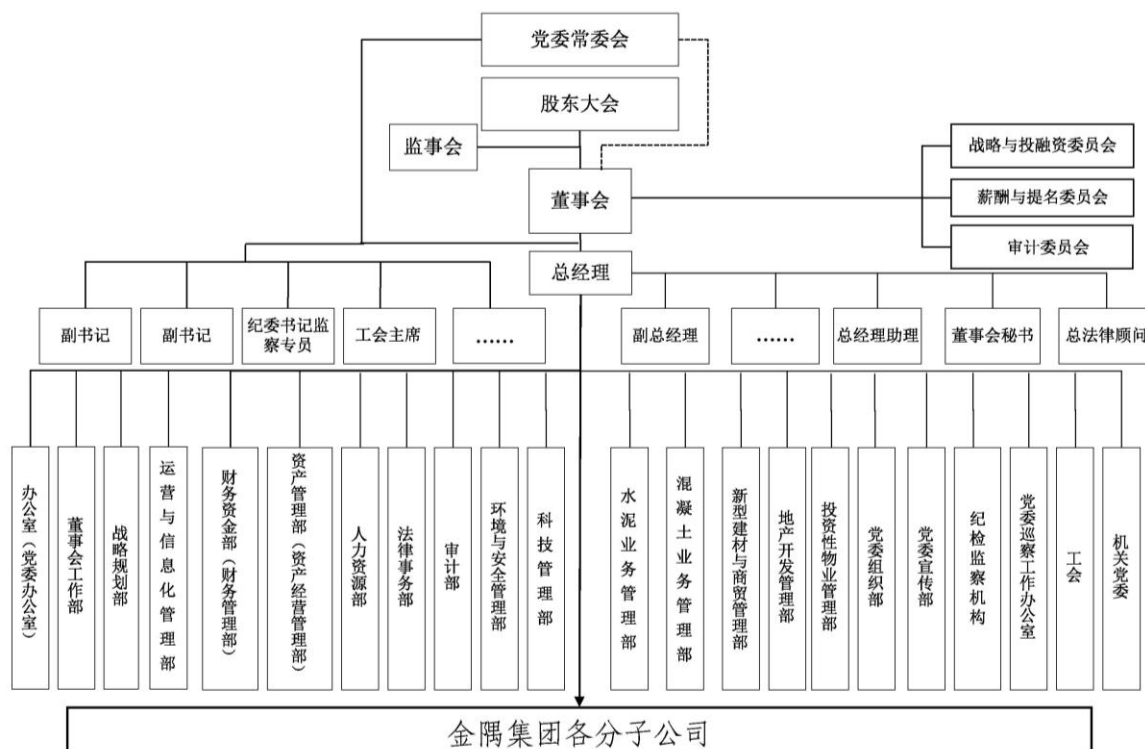 党委常委会
股东大会
监事会
战略与投融资委员会
董事会
薪酬与提名委员会
审计委员会
总经理
副书记
副书记
纪委书记监
察专员
工会主席
……
副总经理
……
总经理助理
董事会秘书
总法律顾问
办公室（党委办公室）
董事会工作部
战略规划部
运营与信息化管理部
财务资金部（财务管理部）
资产管理部（资产经营管理部）
人力资源部
法律事务部
审计部
环境与安全管理部
科技管理部
水泥业务管理部
混凝土业务管理部
新型建材与商贸管理部
地产开发管理部
投资性物业管理部
党委组织部
党委宣传部
纪检监察机构
党委巡察工作办公室
工会
机关党委
金隅集团各分子公司